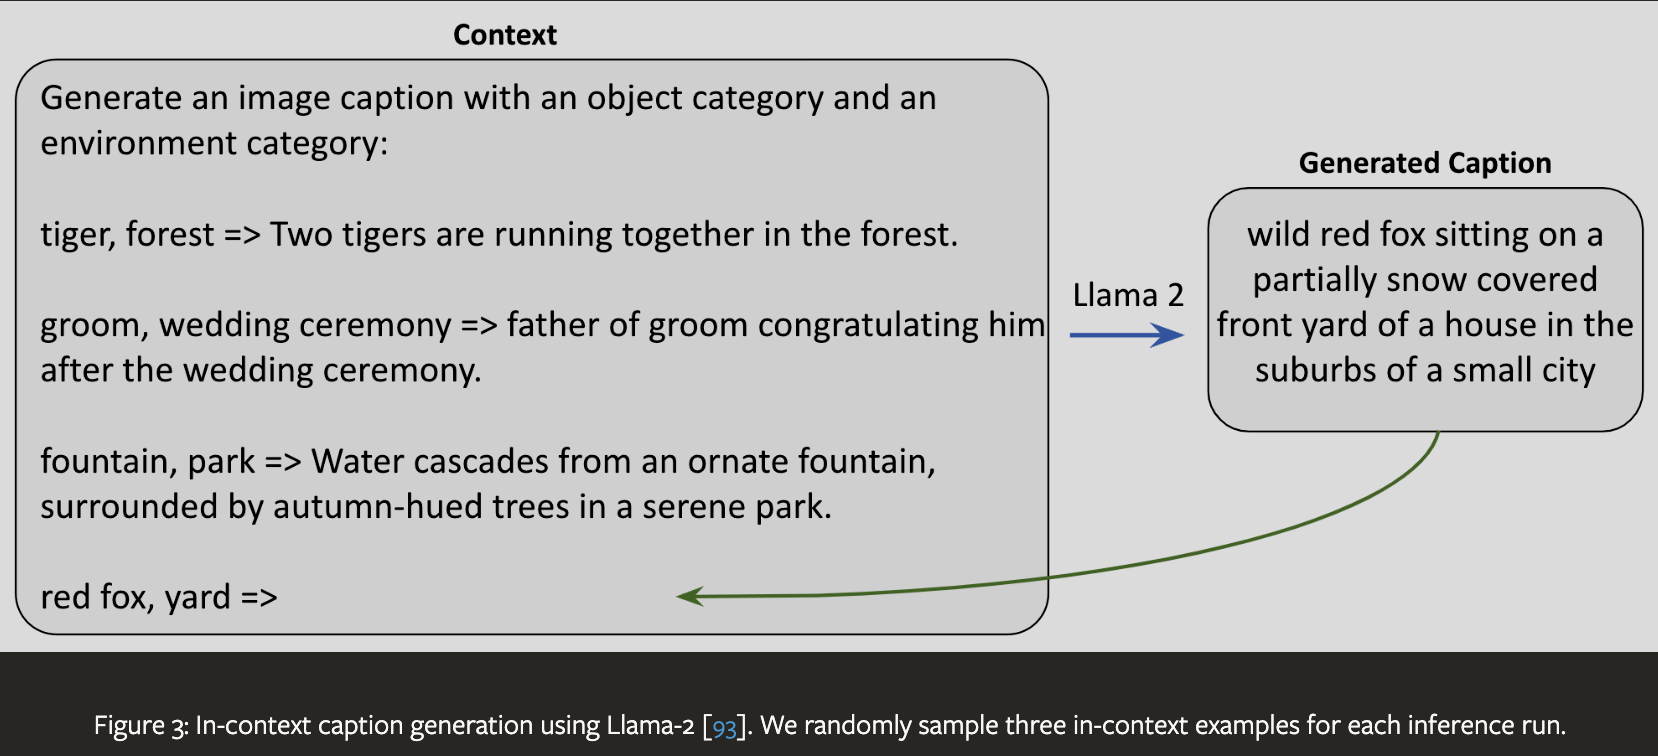 Context
Generate an image caption with an object category and an
environment category:
tiger, forest => Two tigers are running together in the forest.
groom, wedding ceremony => father of groom congratulating him
after the wedding ceremony.
fountain, park => Water cascades from an ornate fountain,
surrounded by autumn-hued trees in a serene park.
red fox, yard =>
Llama 2
Generated Caption
wild red fox sitting on a
partially snow covered
front yard of a house in the
suburbs of a small city
Figure 3: In-context caption generation using Llama-2 [93]. We randomly sample three in-context examples for each inference run.